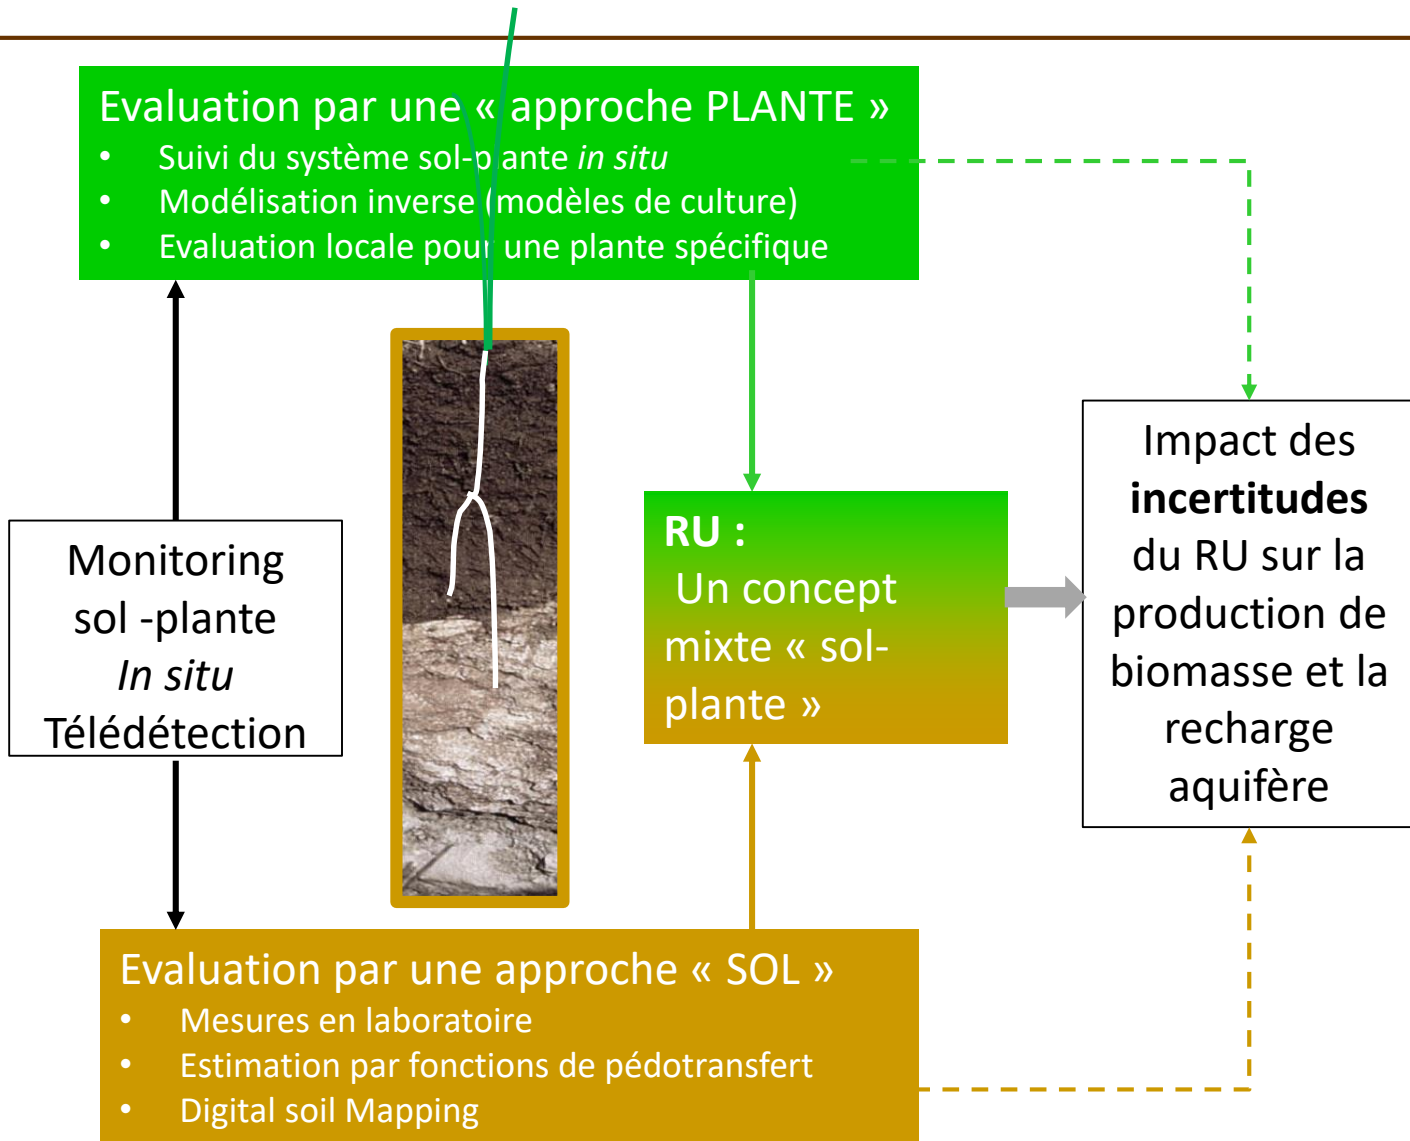 Evaluation par une « approche PLANTE »
• Suivi du système sol-plante in situ
• Modélisation inverse (modèles de culture)
• Evaluation locale pour une plante spécifique
Monitoring
sol -plante
In situ
Télédétection
RU :
Un concept
mixte « sol-
plante »
Impact des
incertitudes
du RU sur la
production de
biomasse et la
recharge
aquifère
Evaluation par une approche « SOL »
• Mesures en laboratoire
• Estimation par fonctions de pédotransfert
• Digital soil Mapping